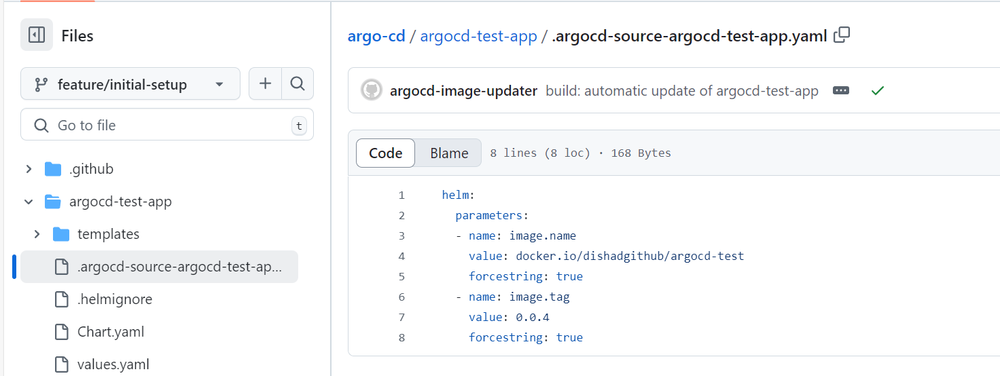 Files
feature/initial-setup
Go to file
t
.github
argocd-test-app
templates
.argocd-source-argocd-test-ap...
.helmignore
Chart.yaml
values.yaml
argo-cd / argocd-test-app / .argocd-source-argocd-test-app.yaml
argocd-image-updater build: automatic update of argocd-test-app
Code Blame 8 lines (8 loc) · 168 Bytes
1 helm:
2 parameters:
3 - name: image.name
4 value: docker.io/dishadgithub/argocd-test
5 forcestring: true
6 - name: image.tag
7 value: 0.0.4
8 forcestring: true